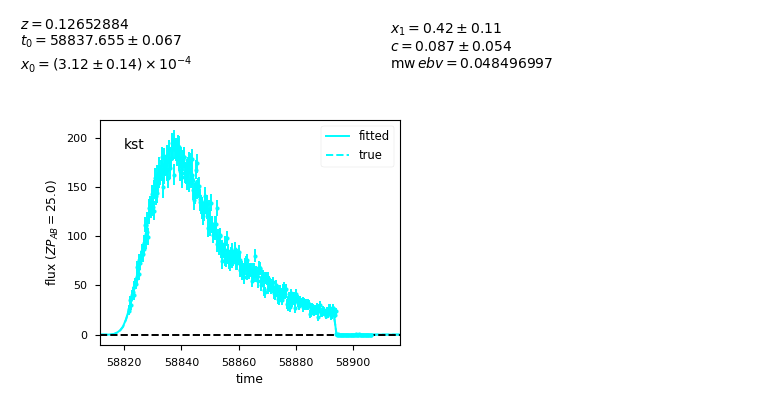 z = 0.12652884
t₀ = 58837.655 ± 0.067
x₀ = (3.12 ± 0.14) × 10⁻⁴
x₁ = 0.42 ± 0.11
c = 0.087 ± 0.054
mw ebv = 0.048496997
kst
fitted
true
flux (ZP_AB = 25.0)
200
150
100
50
0
58820 58840 58860 58880 58900
time